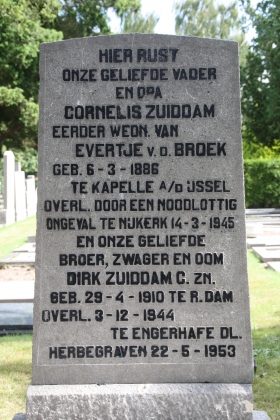 HIER RUST
ONZE GELIEFDE VADER
EN OPA
CORNELIS ZUIDDAM
EERDER WEDN. VAN
EVERTJE V. D. BROEK
GEB. 6-3-1886
TE KAPELLE A/D IJSSEL
OVERL. DOOR EEN NOODLOTTIG
ONGEVAL TE NIJKERK 14-3-1945
EN ONZE GELIEFDE
BROER, ZWAGER EN OOM
DIRK ZUIDDAM C. ZN.
GEB. 29-4-1910 TE R.DAM
OVERL. 3-12-1944
TE ENGERHAFE DL.
HERBEGRAVEN 22-5-1953